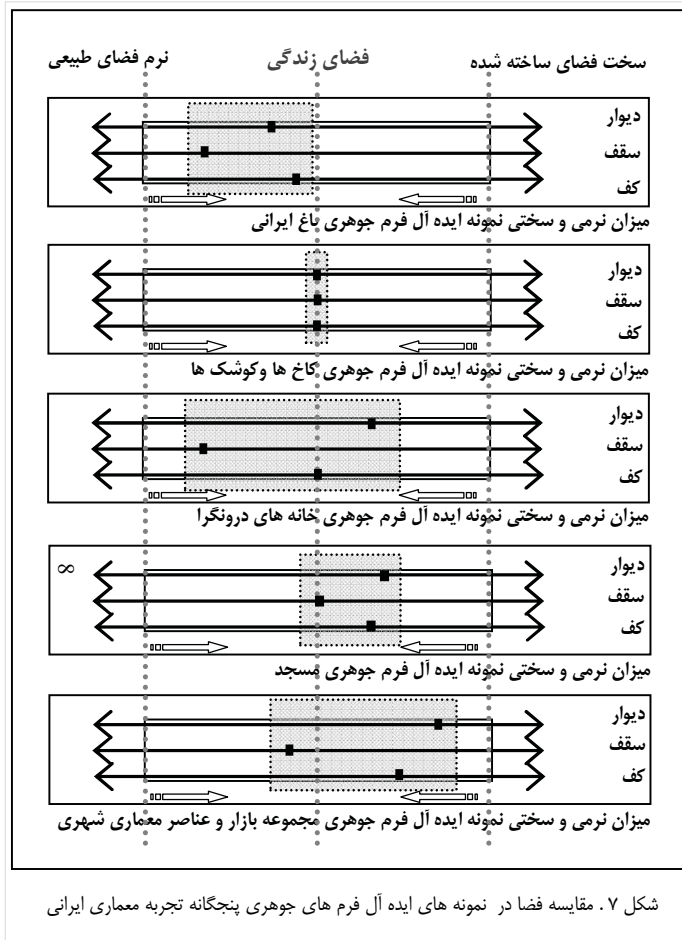 سخت فضای ساخته شده فضای زندگی نرم فضای طبیعی
دیوار
سقف
کف
میزان نرمی و سختی نمونه ایده آل فرم جوهری باغ ایرانی
دیوار
سقف
کف
میزان نرمی و سختی نمونه ایده آل فرم جوهری کاخ ها وکوشک ها
دیوار
سقف
کف
میزان نرمی و سختی نمونه ایده آل فرم جوهری خانه های درونگرا
دیوار
∞
سقف
کف
میزان نرمی و سختی نمونه ایده آل فرم جوهری مسجد
دیوار
سقف
کف
میزان نرمی و سختی نمونه ایده آل فرم جوهری مجموعه بازار و عناصر معماری شهری
شکل ۷. مقایسه فضا در نمونه های ایده آل فرم های جوهری پنجگانه تجربه معماری ایرانی